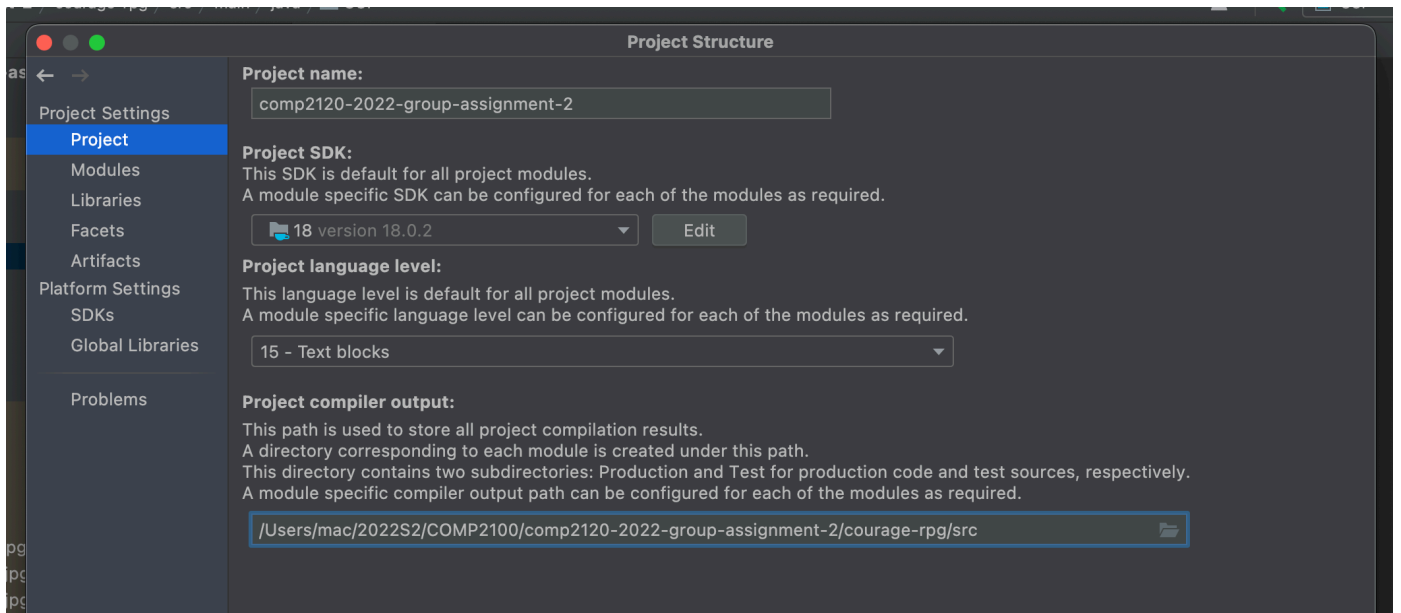 Project Structure
Project name:
comp2120-2022-group-assignment-2
Project Settings
Project
Modules
Libraries
Facets
Artifacts
Platform Settings
SDKs
Global Libraries
Problems
Project SDK:
This SDK is default for all project modules.
A module specific SDK can be configured for each of the modules as required.
18 version 18.0.2
Edit
Project language level:
This language level is default for all project modules.
A module specific language level can be configured for each of the modules as required.
15 - Text blocks
Project compiler output:
This path is used to store all project compilation results.
A directory corresponding to each module is created under this path.
This directory contains two subdirectories: Production and Test for production code and test sources, respectively.
A module specific compiler output path can be configured for each of the modules as required.
/Users/mac/2022S2/COMP2100/comp2120-2022-group-assignment-2/courage-rpg/src